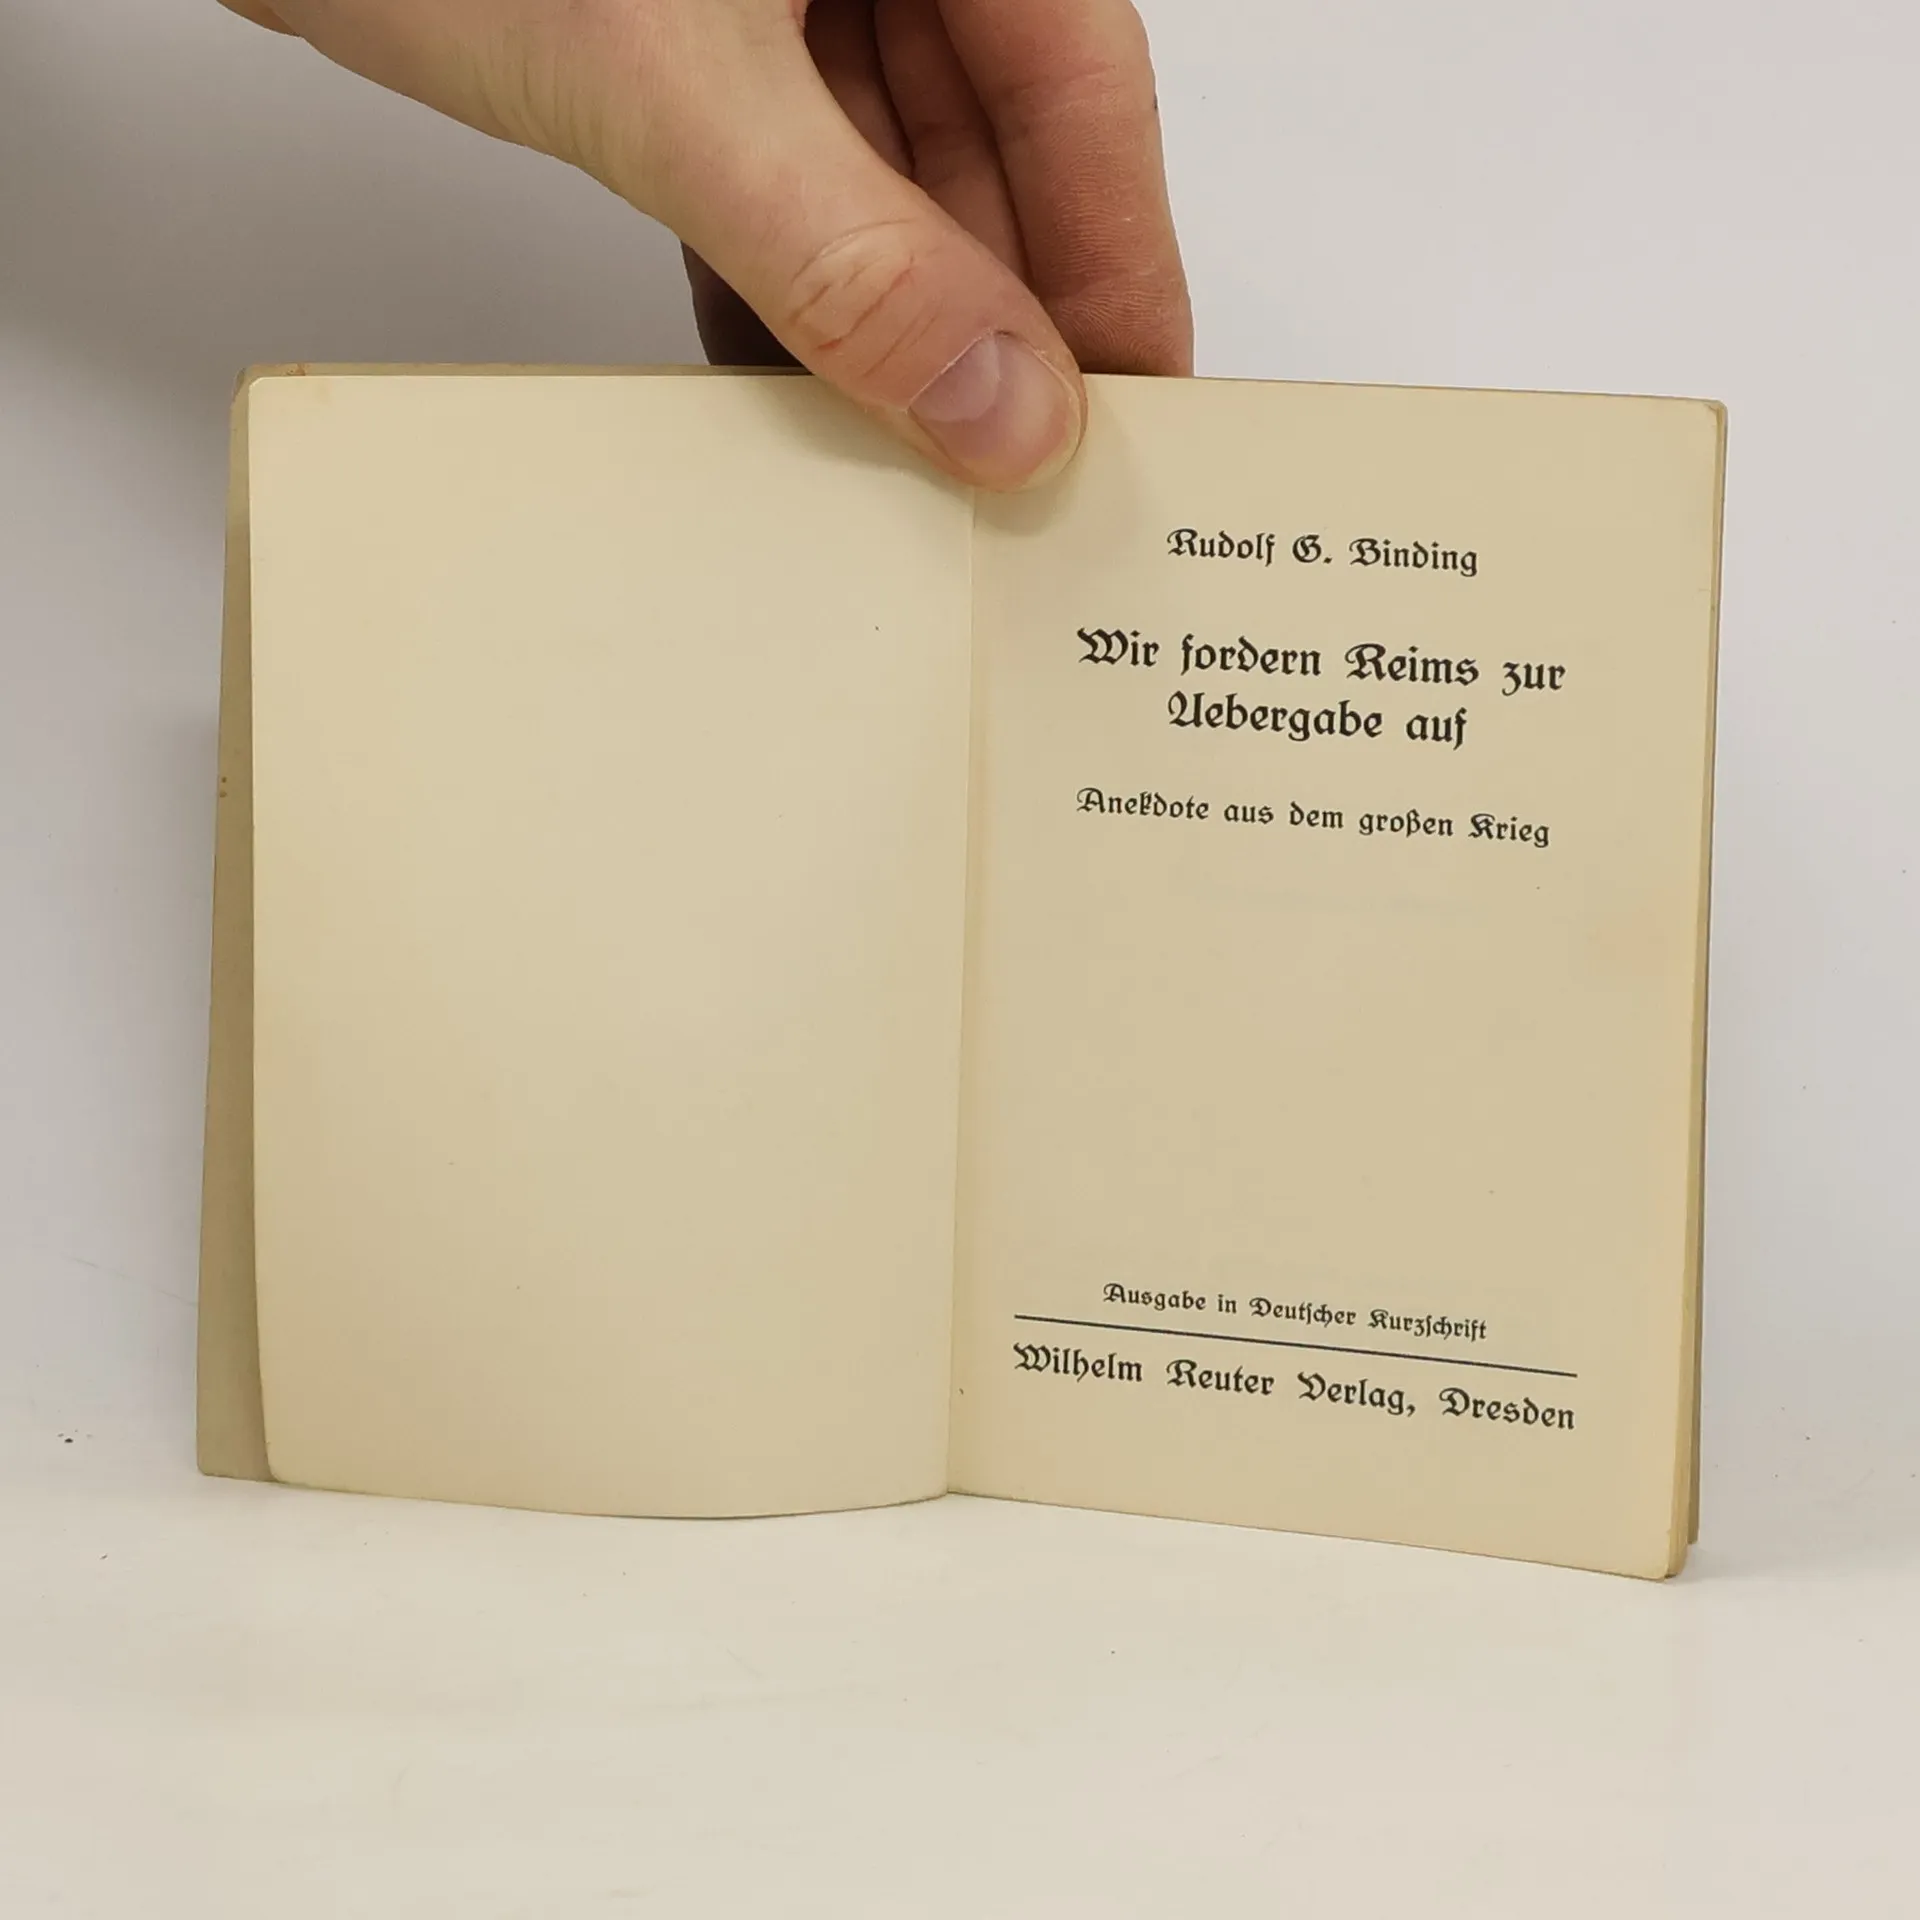 Rudolf G. Binding
Wir fordern Reims zur
Uebergabe auf
Anekdote aus dem großen Krieg
Ausgabe in Deutscher Kurzschrift
Wilhelm Reuter Verlag, Dresden